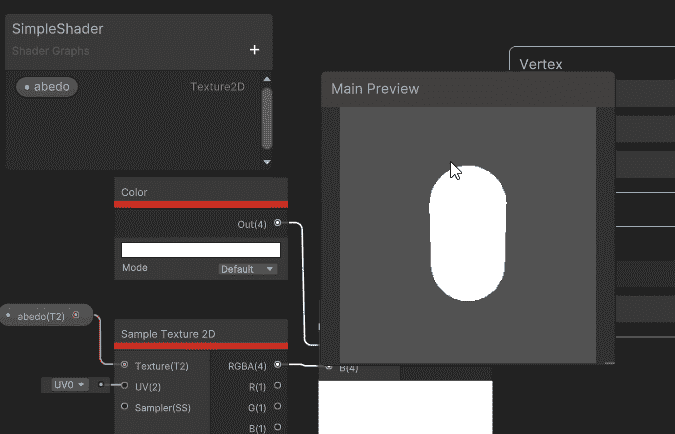 SimpleShader
Shader Graphs
+
abedo Texture2D
Vertex
Main Preview
Color
Out(4)
Mode Default
abedo(T2)
Sample Texture 2D
Texture(T2) RGBA(4)
B(4)
UV0
UV(2) R(1)
Sampler(SS) G(1)
B(1)